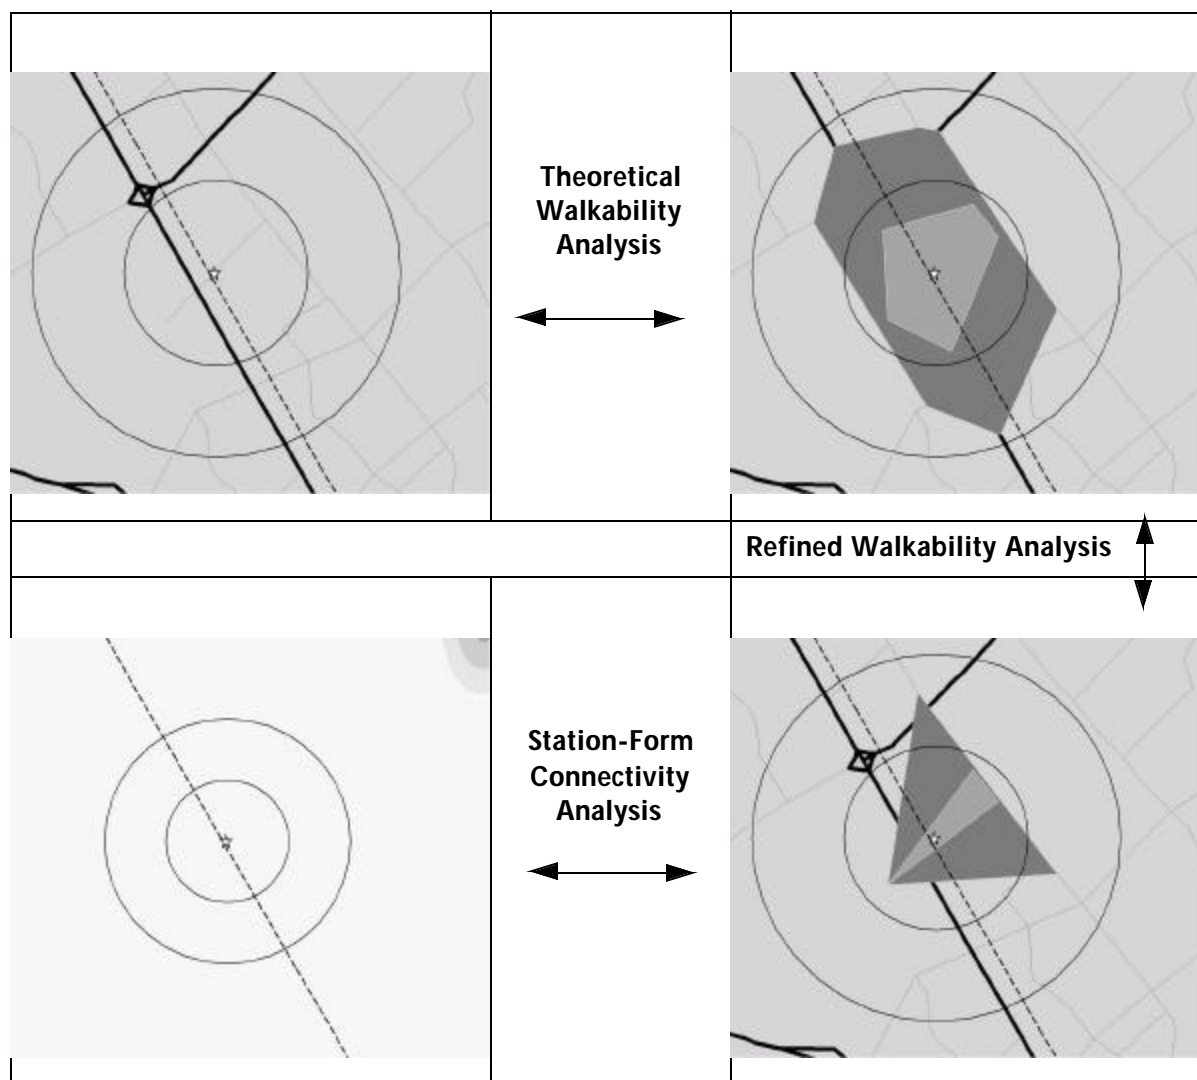 Theoretical
Walkability
Analysis
Refined Walkability Analysis
Station-Form
Connectivity
Analysis